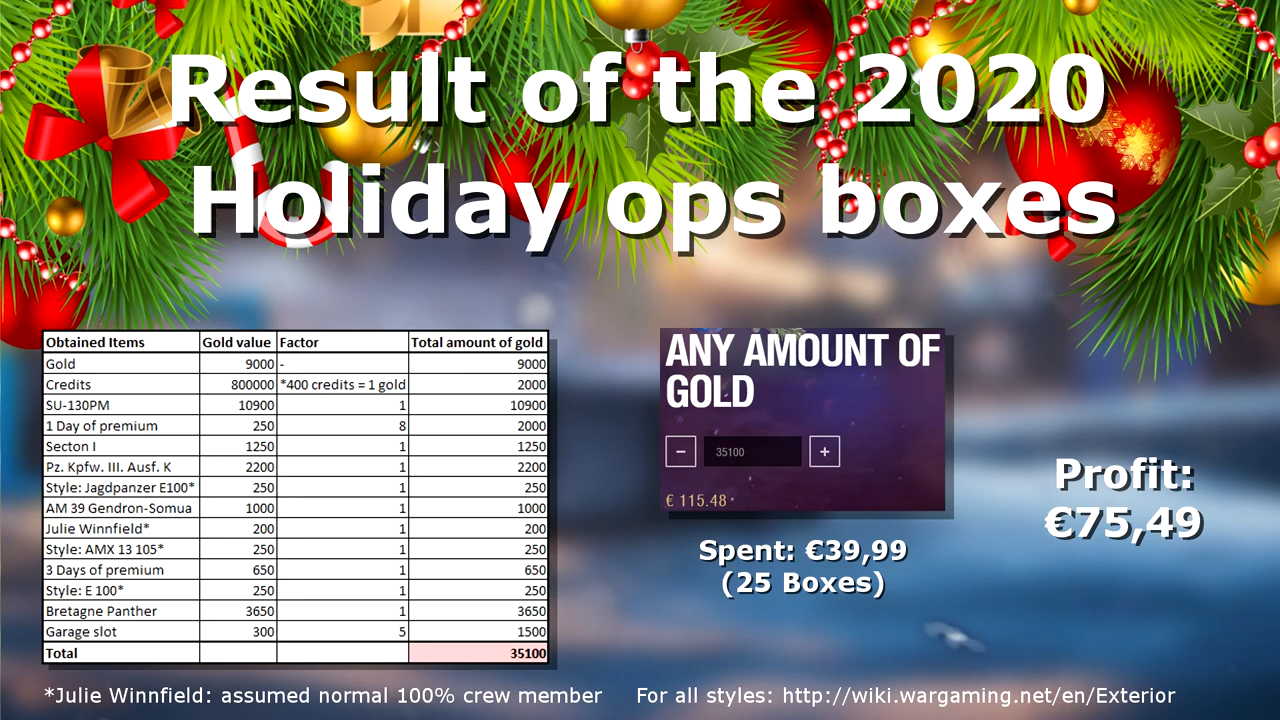 Result of the 2020
Holiday ops boxes
Obtained Items Gold value Factor Total amount of gold
Gold 9000 - 9000
Credits 800000 *400 credits = 1 gold 2000
SU-130PM 10900 1 10900
1 Day of premium 250 8 2000
Secton I 1250 1 1250
Pz. Kpfw. III. Ausf. K 2200 1 2200
Style: Jagdpanzer E100* 250 1 250
AM 39 Gendron-Somua 1000 1 1000
Julie Winnfield* 200 1 200
Style: AMX 13 105* 250 1 250
3 Days of premium 650 1 650
Style: E 100* 250 1 250
Bretagne Panther 3650 1 3650
Garage slot 300 5 1500
Total 35100
ANY AMOUNT OF
GOLD
− 35100 +
€ 115.48*
Spent: €39,99
(25 Boxes)
Profit:
€75,49
*Julie Winnfield: assumed normal 100% crew member For all styles: http://wiki.wargaming.net/en/Exterior